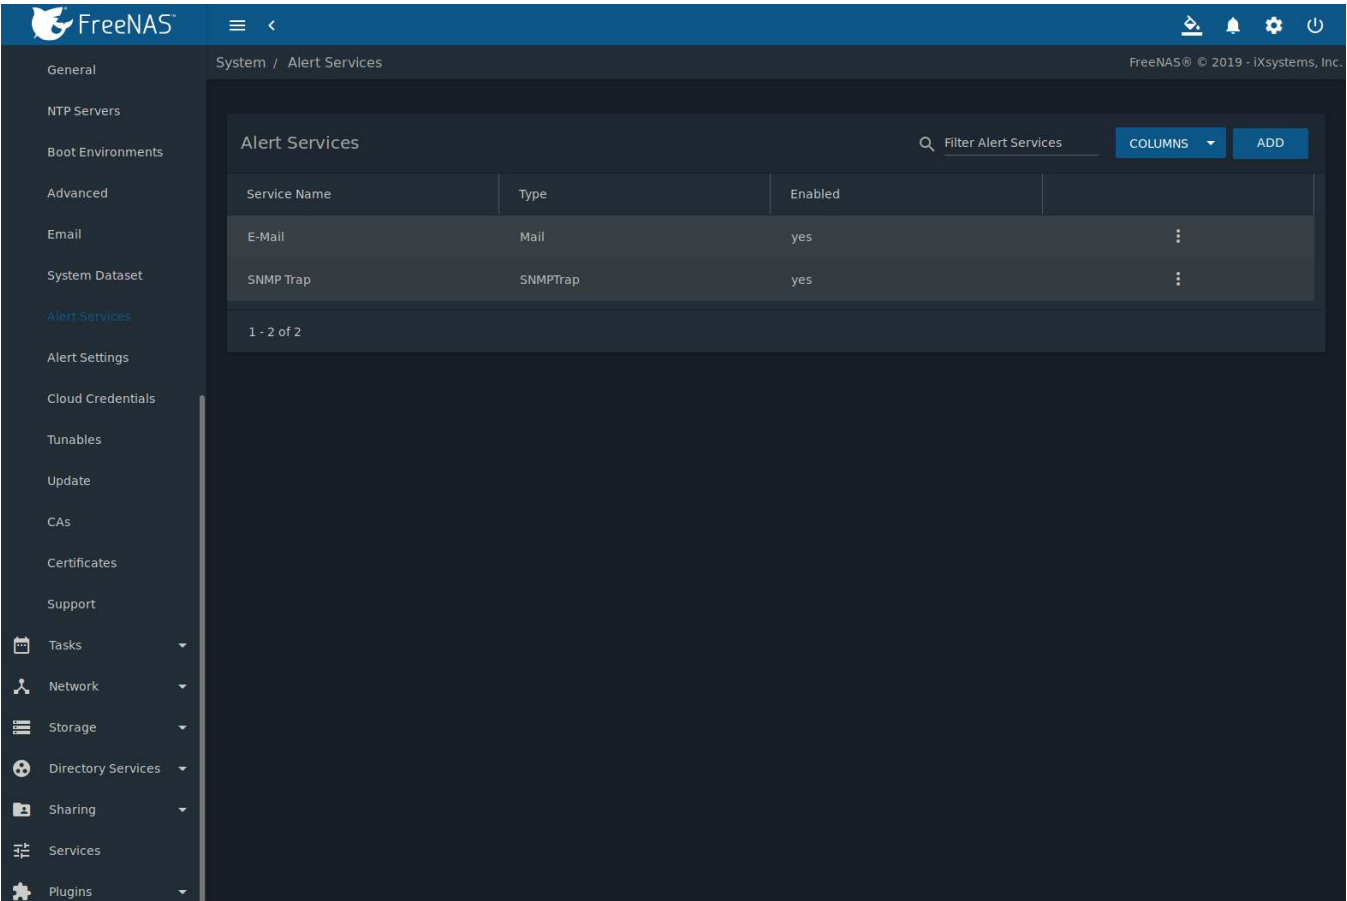 FreeNAS™
System / Alert Services
FreeNAS® © 2019 - iXsystems, Inc.
General
NTP Servers
Boot Environments
Advanced
Email
System Dataset
Alert Services
Alert Settings
Cloud Credentials
Tunables
Update
CAs
Certificates
Support
Tasks
Network
Storage
Directory Services
Sharing
Services
Plugins
Alert Services
Filter Alert Services
COLUMNS
ADD
Service Name Type Enabled
E-Mail Mail yes
SNMP Trap SNMPTrap yes
1 - 2 of 2